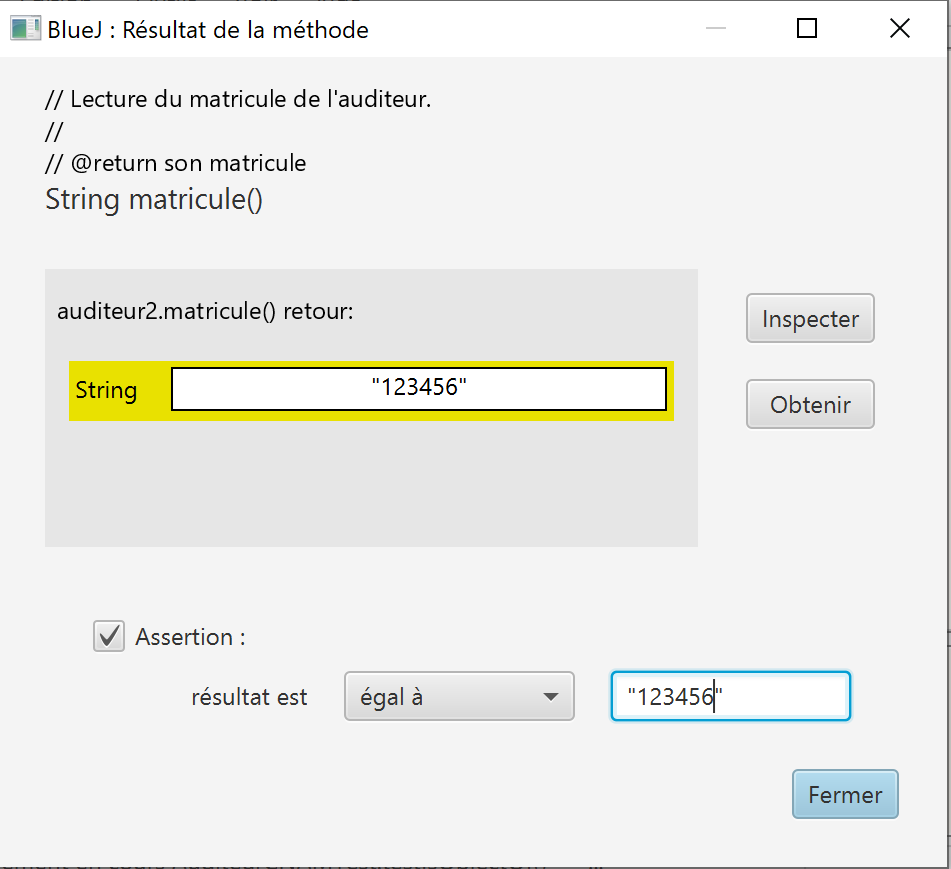 BlueJ : Résultat de la méthode
// Lecture du matricule de l'auditeur.
//
// @return son matricule
String matricule()
auditeur2.matricule() retour:
Inspecter
String "123456"
Obtenir
Assertion :
résultat est égal à "123456"
Fermer